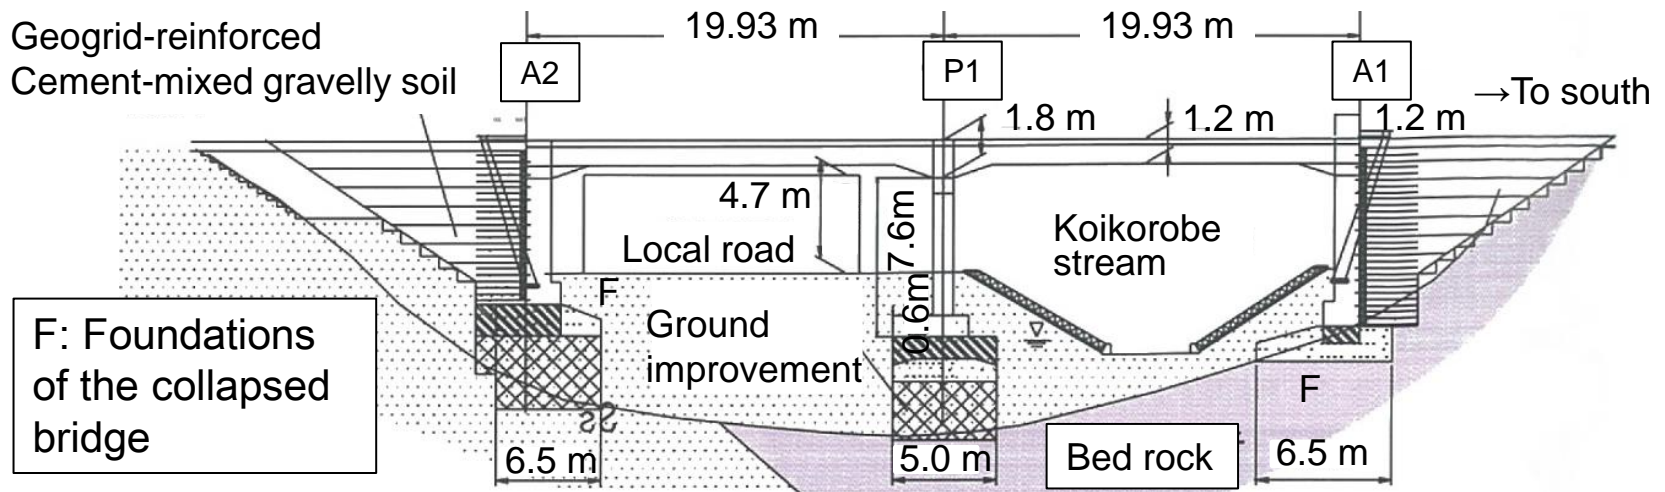 Geogrid-reinforced
Cement-mixed gravelly soil
19.93 m
19.93 m
A2
P1
A1
→To south
1.8 m
1.2 m
1.2 m
4.7 m
7.6m
0.6m
Local road
Koikorobe
stream
F
Ground
improvement
F: Foundations
of the collapsed
bridge
F
6.5 m
5.0 m
Bed rock
6.5 m